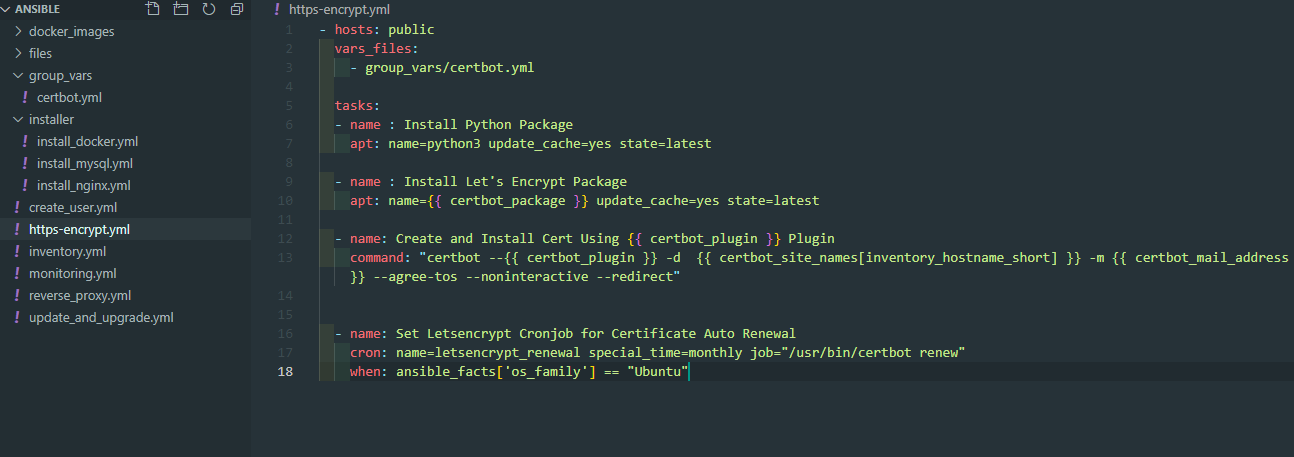 ANSIBLE
docker_images
files
group_vars
certbot.yml
installer
install_docker.yml
install_mysql.yml
install_nginx.yml
create_user.yml
https-encrypt.yml
inventory.yml
monitoring.yml
reverse_proxy.yml
update_and_upgrade.yml
! https-encrypt.yml
1 - hosts: public
2 vars_files:
3 - group_vars/certbot.yml
4
5 tasks:
6 - name : Install Python Package
7 apt: name=python3 update_cache=yes state=latest
8
9 - name : Install Let's Encrypt Package
10 apt: name={{ certbot_package }} update_cache=yes state=latest
11
12 - name: Create and Install Cert Using {{ certbot_plugin }} Plugin
13 command: "certbot --{{ certbot_plugin }} -d  {{ certbot_site_names[inventory_hostname_short] }} -m {{ certbot_mail_address
}} --agree-tos --noninteractive --redirect"
14
15
16 - name: Set Letsencrypt Cronjob for Certificate Auto Renewal
17 cron: name=letsencrypt_renewal special_time=monthly job="/usr/bin/certbot renew"
18 when: ansible_facts['os_family'] == "Ubuntu"